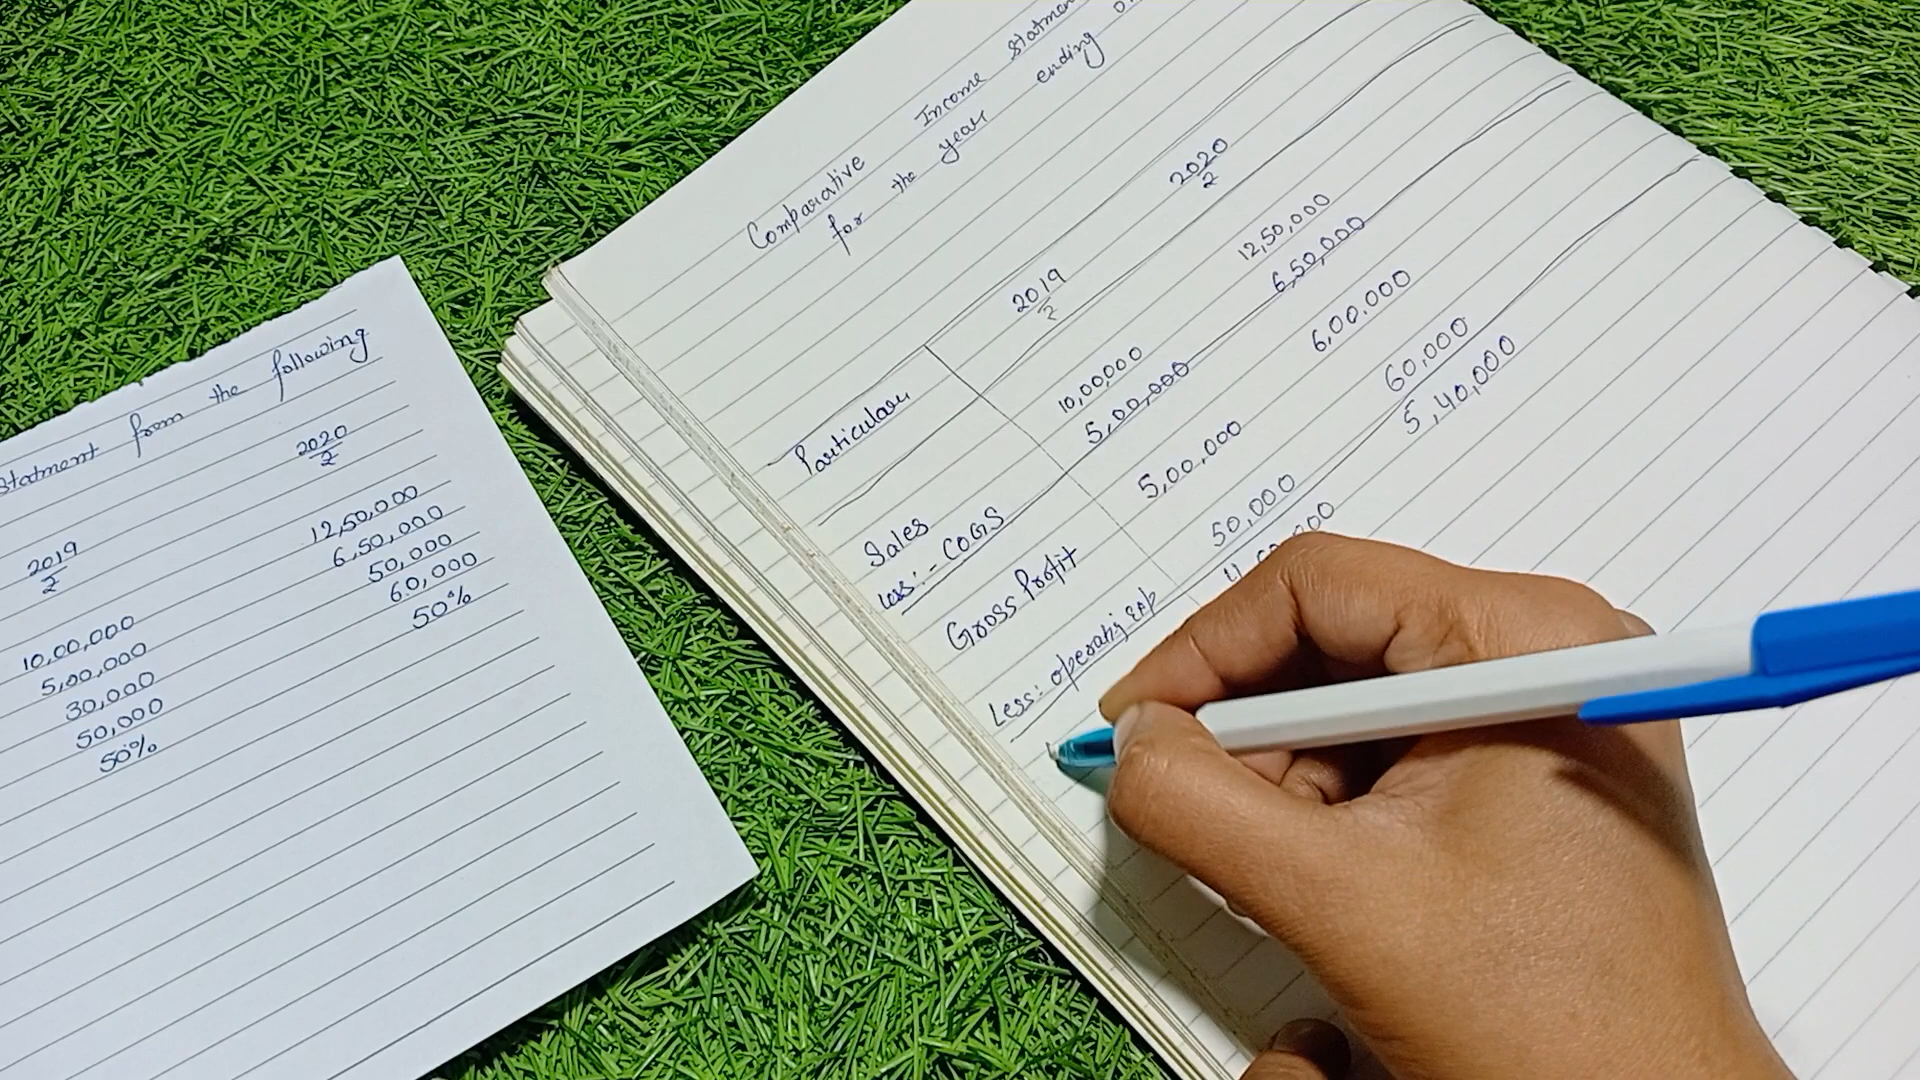 Statment from the following
2019 2020
₹ ₹
10,00,000 12,50,000
5,00,000 6,50,000
30,000 50,000
50,000 60,000
50% 50%
Comparative Income Statment
for the year ending
Particulars 2019 2020
₹ ₹
Sales 10,00,000 12,50,000
Less:- COGS 5,00,000 6,50,000
Gross Profit 5,00,000 6,00,000
Less: operating exp 50,000 60,000
5,40,000